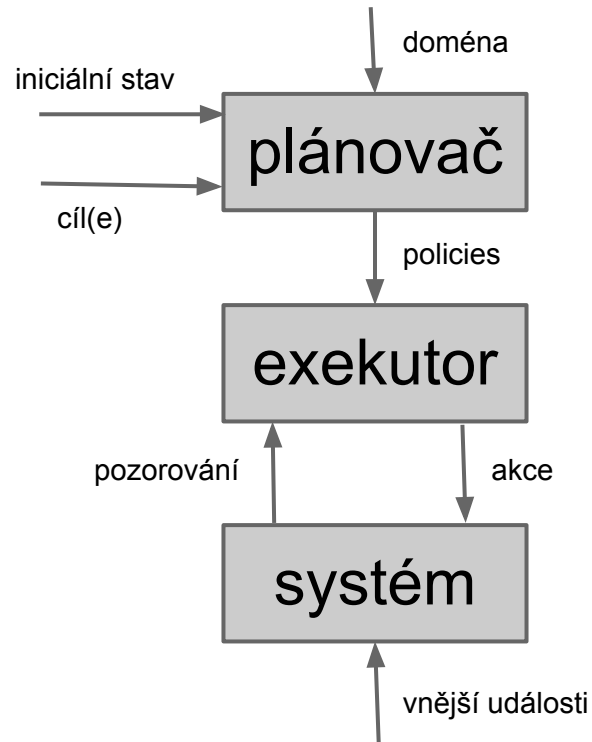 doména
iniciální stav
plánovač
cíl(e)
policies
exekutor
pozorování
akce
systém
vnější události